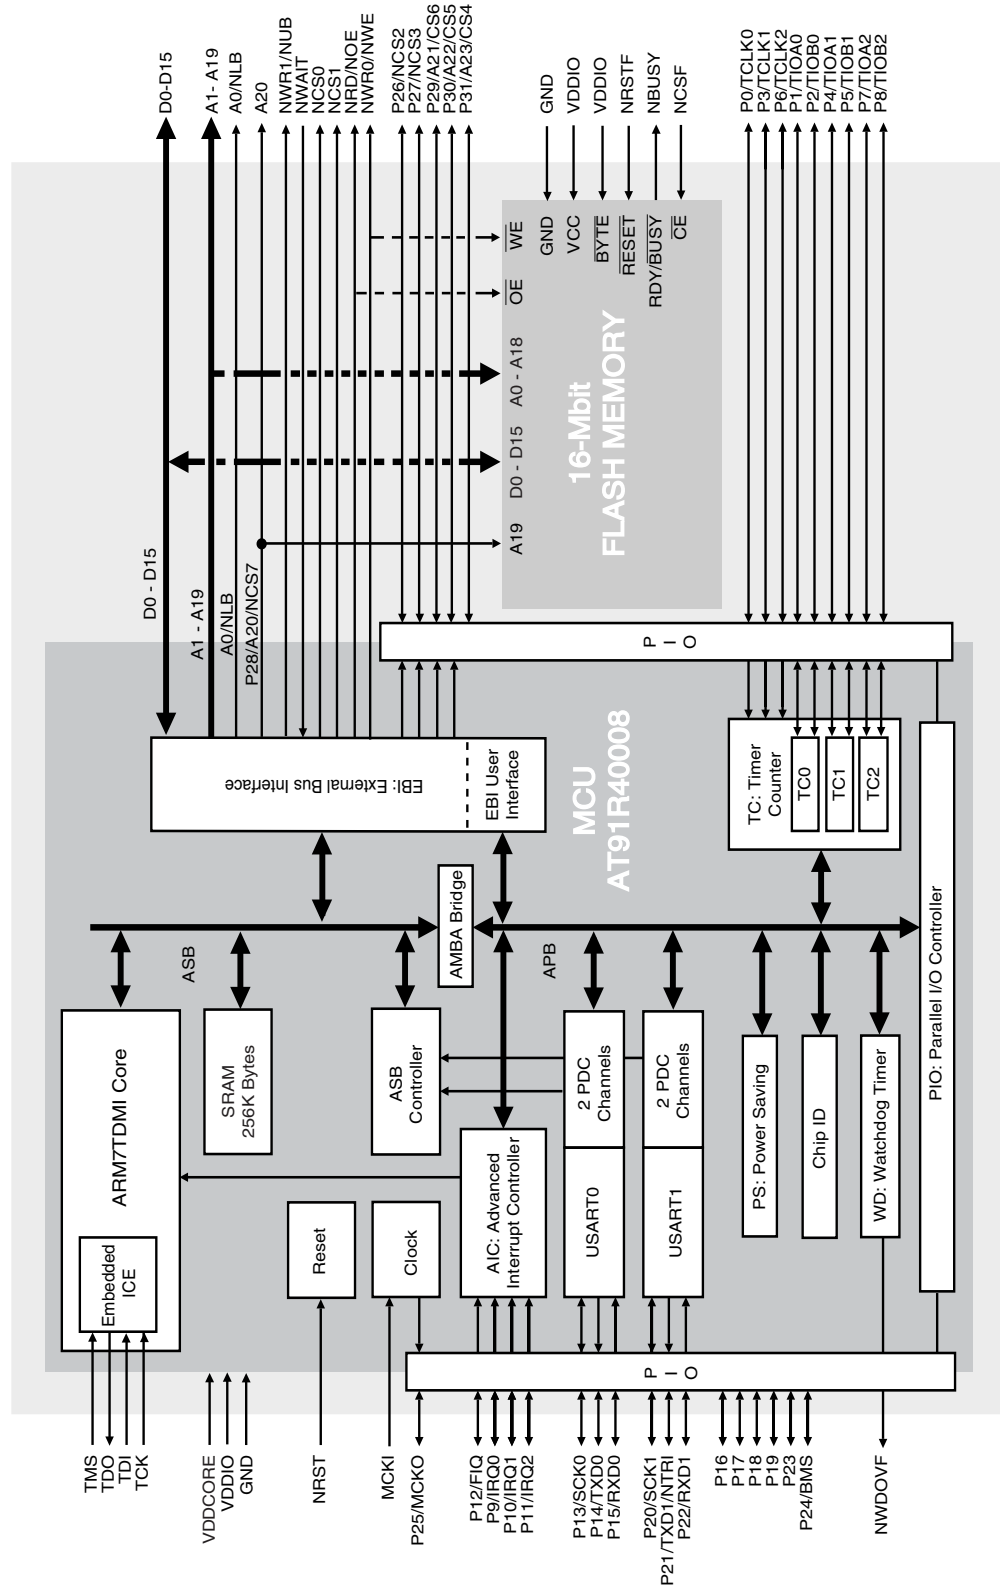 TMS
TDO
TDI
TCK
VDDCORE
VDDIO
GND
NRST
MCKI
P25/MCKO
P12/FIQ
P9/IRQ0
P10/IRQ1
P11/IRQ2
P13/SCK0
P14/TXD0
P15/RXD0
P20/SCK1
P21/TXD1/NTRI
P22/RXD1
P16
P17
P18
P19
P23
P24/BMS
NWDOVF
P
I
O
Embedded
ICE
ARM7TDMI Core
Reset
Clock
SRAM
256K Bytes
ASB
Controller
AIC: Advanced
Interrupt Controller
USART0
2 PDC
Channels
USART1
2 PDC
Channels
PS: Power Saving
Chip ID
WD: Watchdog Timer
PIO: Parallel I/O Controller
ASB
AMBA Bridge
APB
EBI: External Bus Interface
EBI User
Interface
MCU
AT91R40008
TC: Timer
Counter
TC0
TC1
TC2
P
I
O
D0 - D15
A1 - A19
A0/NLB
P28/A20/NCS7
A19
D0 - D15
A0 - A18
OE
WE
16-Mbit
FLASH MEMORY
GND
VCC
BYTE
RESET
RDY/BUSY
CE
D0-D15
A1- A19
A0/NLB
A20
NWR1/NUB
NWAIT
NCS0
NCS1
NRD/NOE
NWR0/NWE
P26/NCS2
P27/NCS3
P29/A21/CS6
P30/A22/CS5
P31/A23/CS4
GND
VDDIO
VDDIO
NRSTF
NBUSY
NCSF
P0/TCLK0
P3/TCLK1
P6/TCLK2
P1/TIOA0
P2/TIOB0
P4/TIOA1
P5/TIOB1
P7/TIOA2
P8/TIOB2